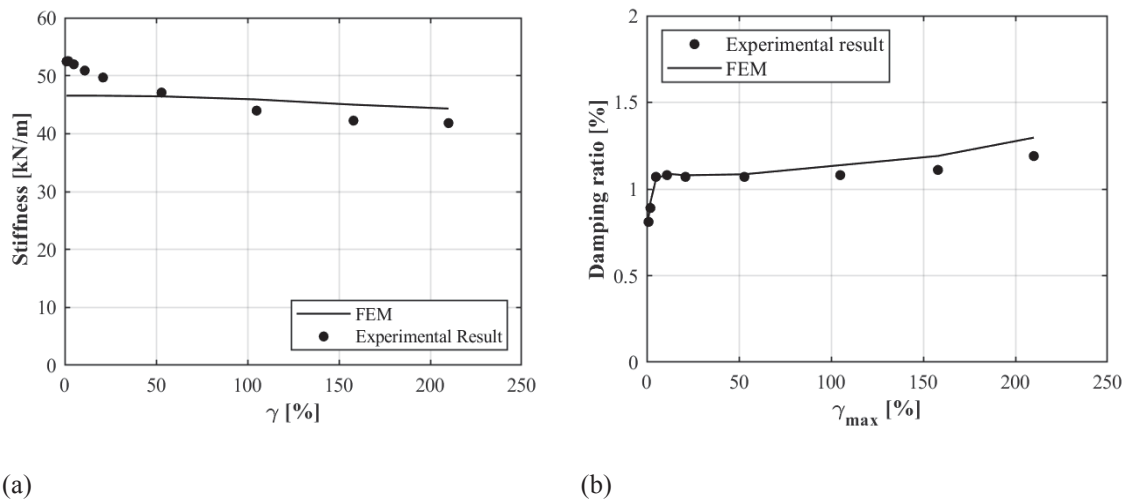 60
50
40
30
20
10
0
Stiffness [kN/m]
FEM
Experimental Result
0 50 100 150 200 250
γ [%]
(a)
2
1.5
1
0.5
0
Damping ratio [%]
Experimental result
FEM
0 50 100 150 200 250
γmax [%]
(b)